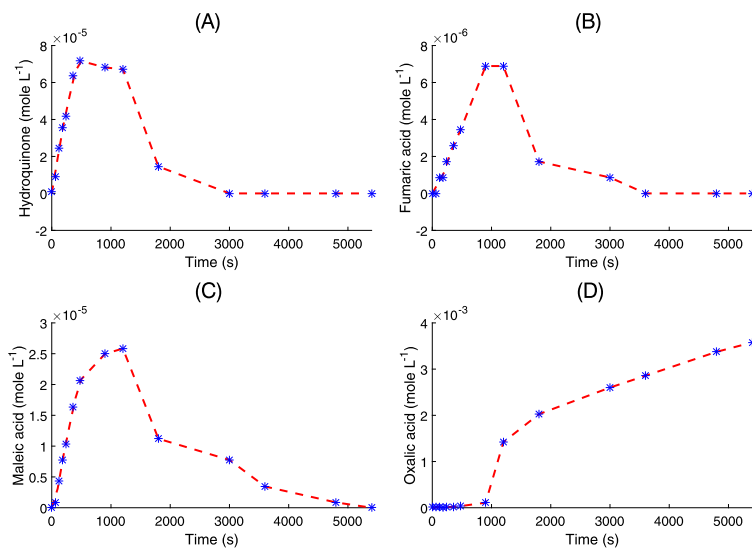 (A)
×10⁻⁵
8
6
4
2
0
-2
Hydroquinone (mole L⁻¹)
0 1000 2000 3000 4000 5000
Time (s)
(B)
×10⁻⁶
8
6
4
2
0
-2
Fumaric acid (mole L⁻¹)
0 1000 2000 3000 4000 5000
Time (s)
(C)
×10⁻⁵
3
2.5
2
1.5
1
0.5
0
Maleic acid (mole L⁻¹)
0 1000 2000 3000 4000 5000
Time (s)
(D)
×10⁻³
4
3
2
1
0
Oxalic acid (mole L⁻¹)
0 1000 2000 3000 4000 5000
Time (s)